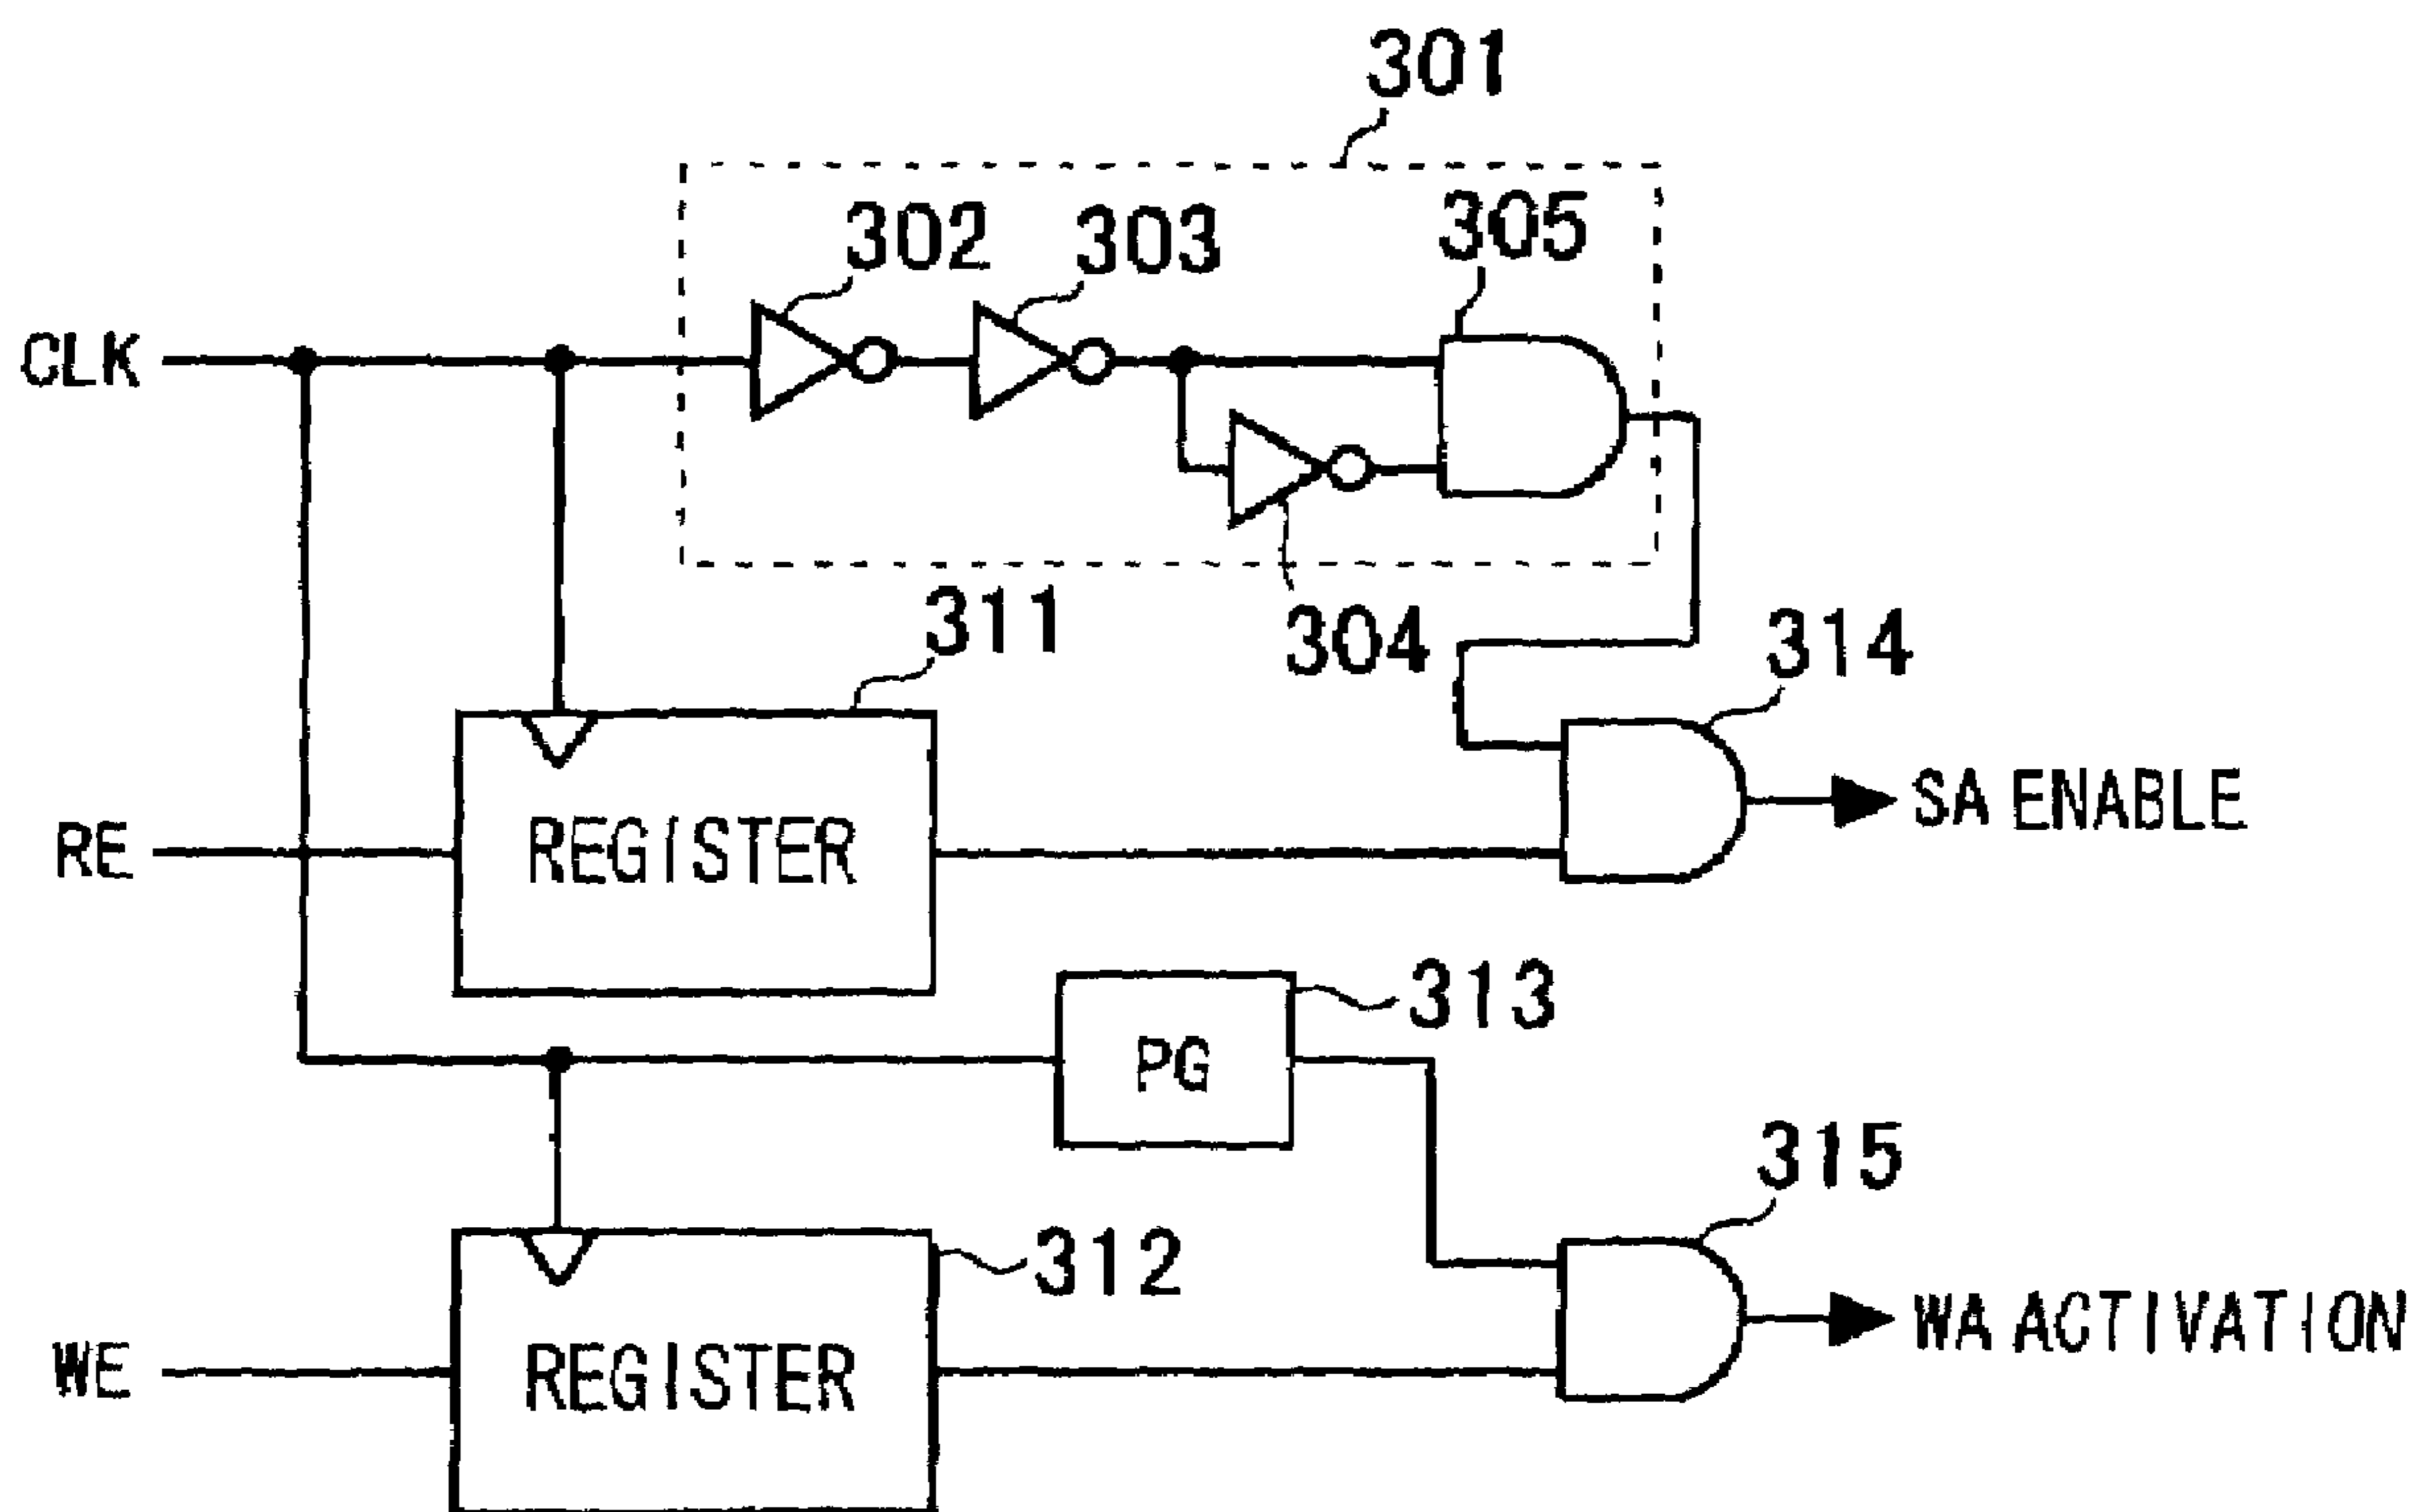 301
302
303
305
CLK
311
304
314
SA ENABLE
RE
REGISTER
313
PG
315
312
WA ACTIVATION
WE
REGISTER